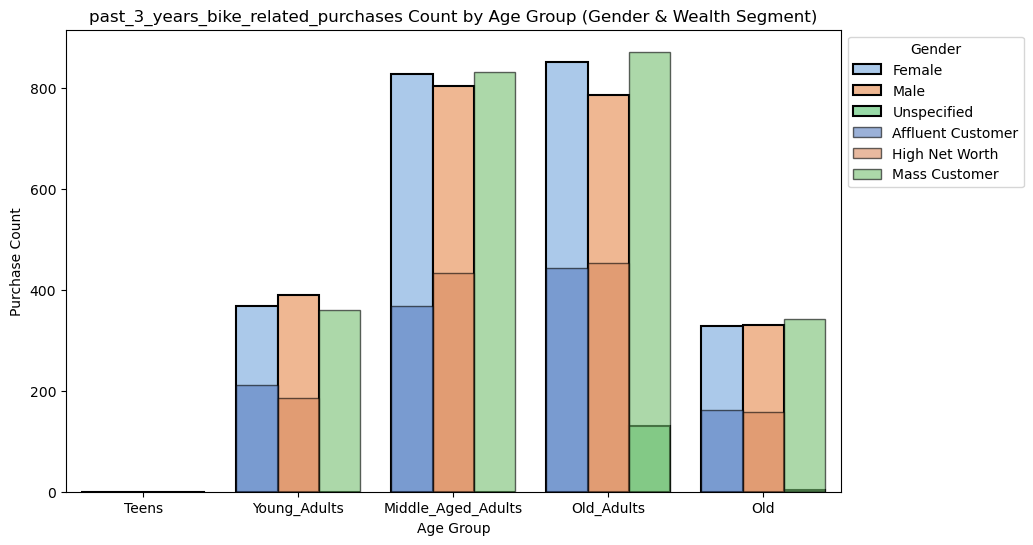 past_3_years_bike_related_purchases Count by Age Group (Gender & Wealth Segment)
Gender
Female
Male
Unspecified
Affluent Customer
High Net Worth
Mass Customer
Purchase Count
800
600
400
200
0
Teens Young_Adults Middle_Aged_Adults Old_Adults Old
Age Group